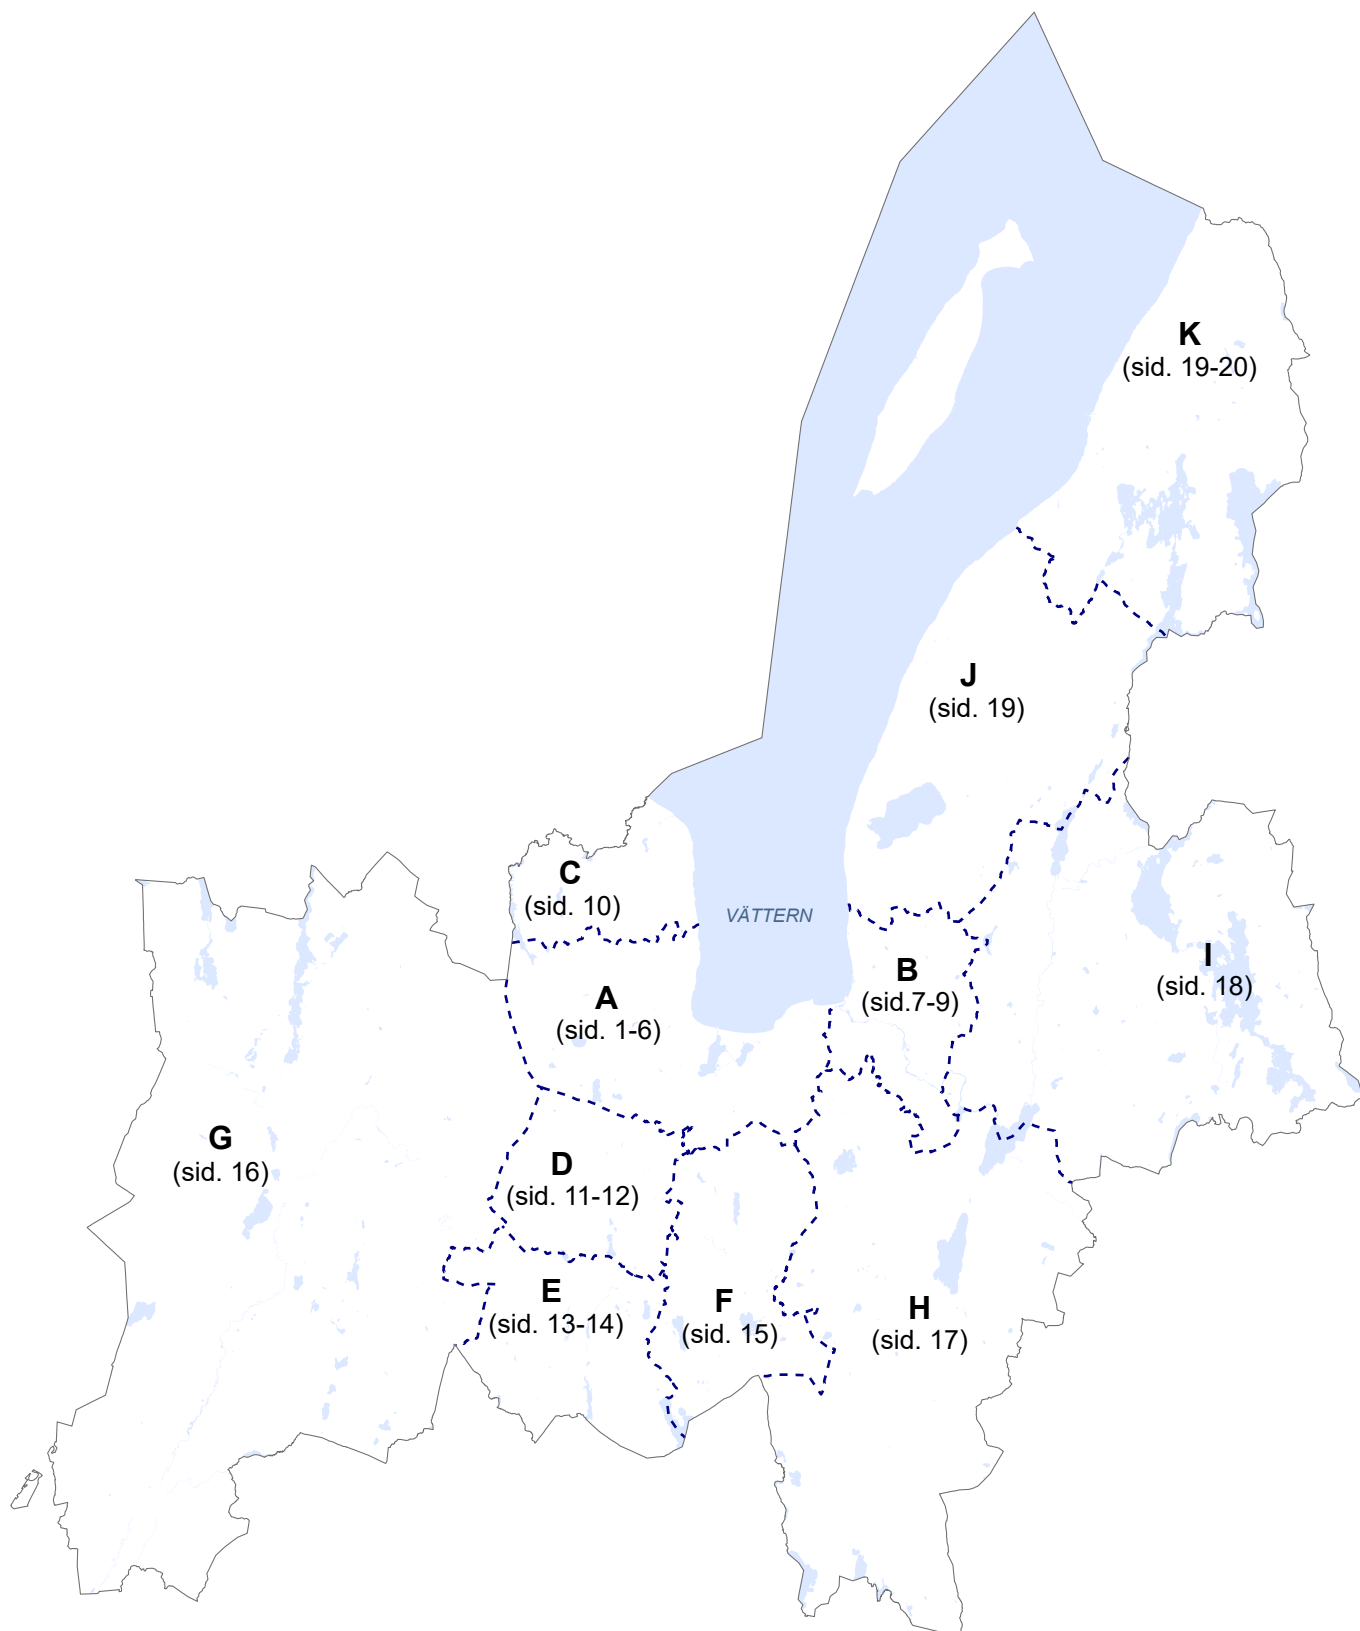 K
(sid. 19-20)
J
(sid. 19)
C
(sid. 10)
VÄTTERN
B
(sid.7-9)
I
(sid. 18)
A
(sid. 1-6)
G
(sid. 16)
D
(sid. 11-12)
E
(sid. 13-14)
F
(sid. 15)
H
(sid. 17)